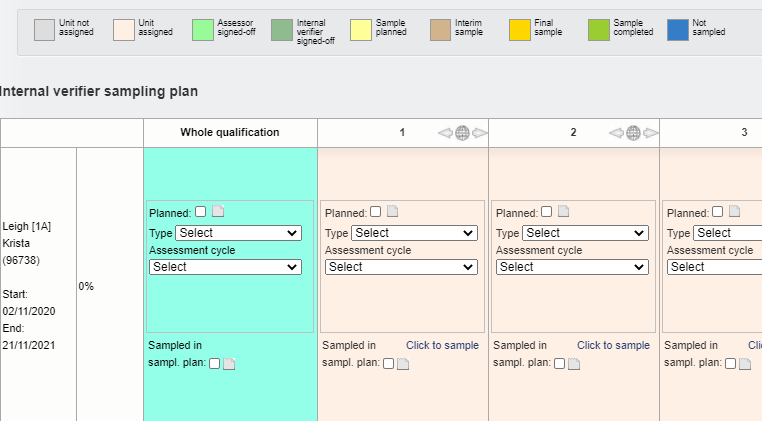 Unit not assigned
Unit assigned
Assessor signed-off
Internal verifier signed-off
Sample planned
Interim sample
Final sample
Sample completed
Not sampled
Internal verifier sampling plan
Whole qualification 1 2 3
Leigh [1A]
Krista
(96738)
Start:
02/11/2020
End:
21/11/2021
0%
Planned:
Type Select
Assessment cycle
Select
Sampled in
sampl. plan:
Planned:
Type Select
Assessment cycle
Select
Sampled in Click to sample
sampl. plan:
Planned:
Type Select
Assessment cycle
Select
Sampled in Click to sample
sampl. plan:
Planned:
Type Select
Assessment cycle
Select
Sampled in
sampl. plan: